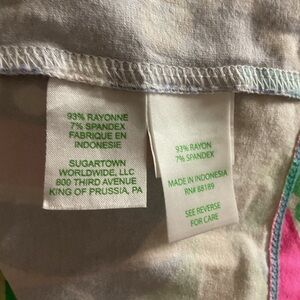 93% RAYONNE
7% SPANDEX
FABRIQUE EN
INDONESIE
SUGARTOWN
WORLDWIDE, LLC
800 THIRD AVENUE
KING OF PRUSSIA, PA
93% RAYON
7% SPANDEX
MADE IN INDONESIA
RN# 88189
SEE REVERSE
FOR CARE